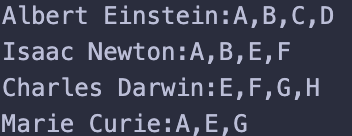 Albert Einstein:A,B,C,D
Isaac Newton:A,B,E,F
Charles Darwin:E,F,G,H
Marie Curie:A,E,G